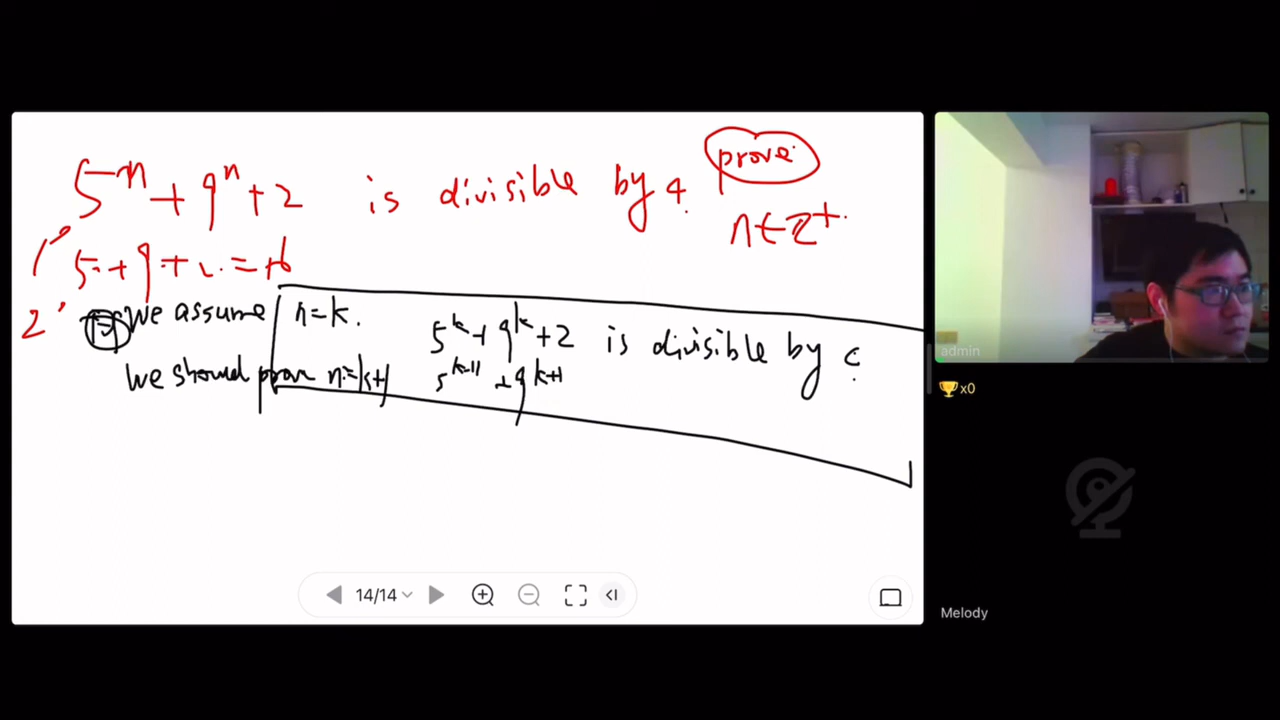 5ⁿ + 9ⁿ + 2 is divisible by 4. prove
n ∈ Z⁺.
1° 5 + 9 + 2 = 16
2° we assume n = k. 5ᵏ + 9ᵏ + 2 is divisible by
we should prove n = k+1 5ᵏ⁺¹ + 9ᵏ⁺¹
14/14
admin
x0
Melody